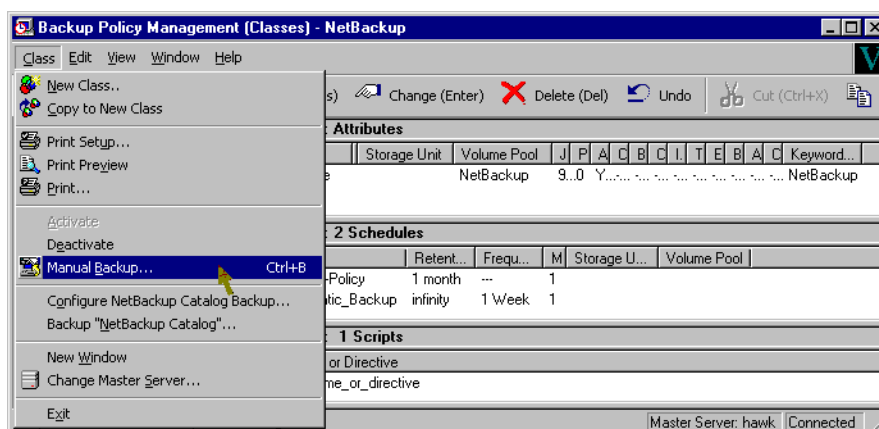 Backup Policy Management (Classes) - NetBackup
Class Edit View Window Help
New Class..
Copy to New Class
Print Setup...
Print Preview
Print...
Activate
Deactivate
Manual Backup... Ctrl+B
Configure NetBackup Catalog Backup...
Backup "NetBackup Catalog"...
New Window
Change Master Server...
Exit
s) Change (Enter) Delete (Del) Undo Cut (Ctrl+X)
: Attributes
Storage Unit Volume Pool J P A C B C I. T E B A C Keyword...
e NetBackup 9...0 Y...-... -... -... -... -... -... -... -... NetBackup
: 2 Schedules
Retent... Frequ... M Storage U... Volume Pool
-Policy 1 month --- 1
tic_Backup infinity 1 Week 1
: 1 Scripts
or Directive
me_or_directive
Master Server: hawk Connected